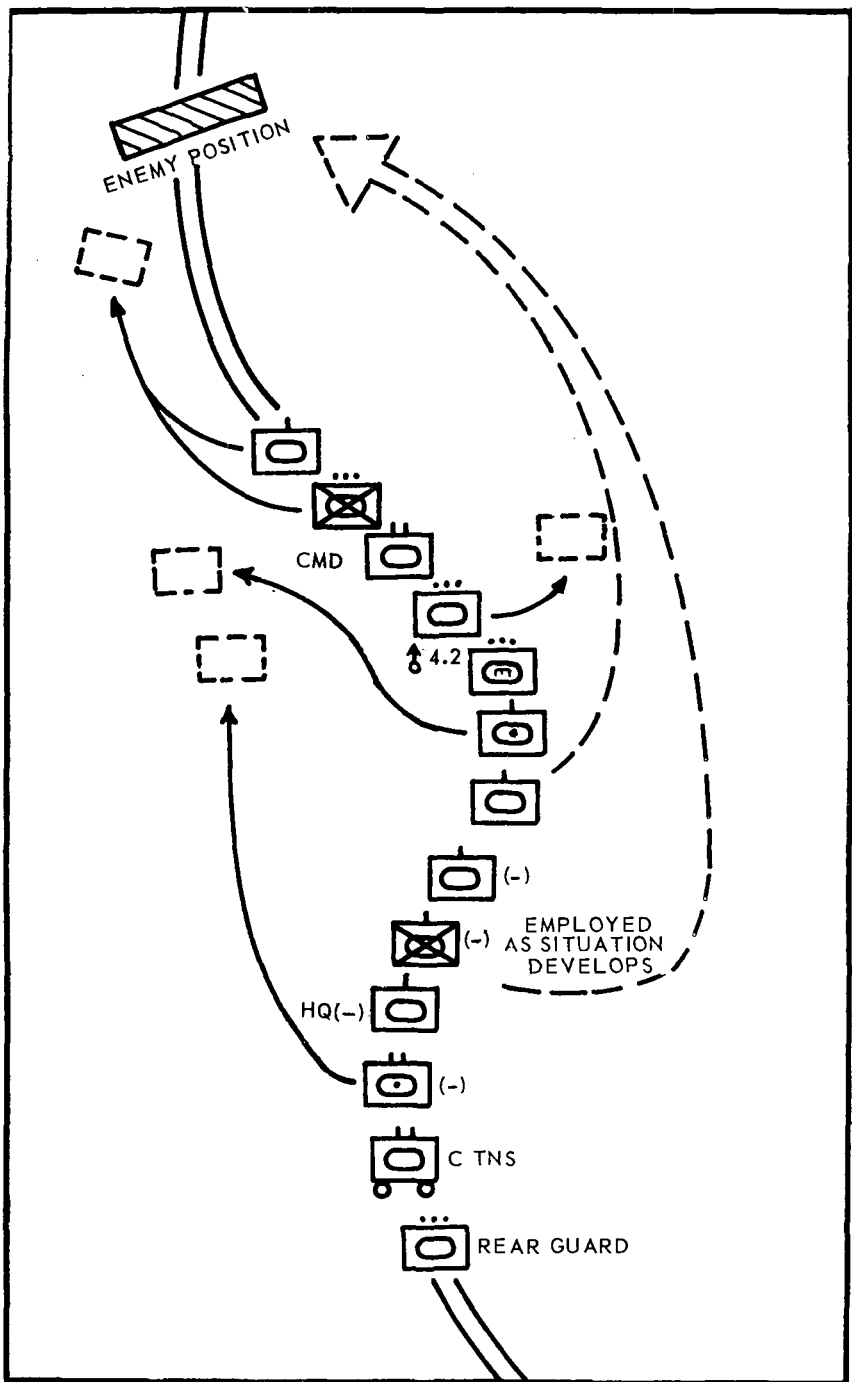 ENEMY POSITION
CMD
4.2
(-)
(-)
EMPLOYED
AS SITUATION
DEVELOPS
HQ(-)
(-)
C TNS
REAR GUARD